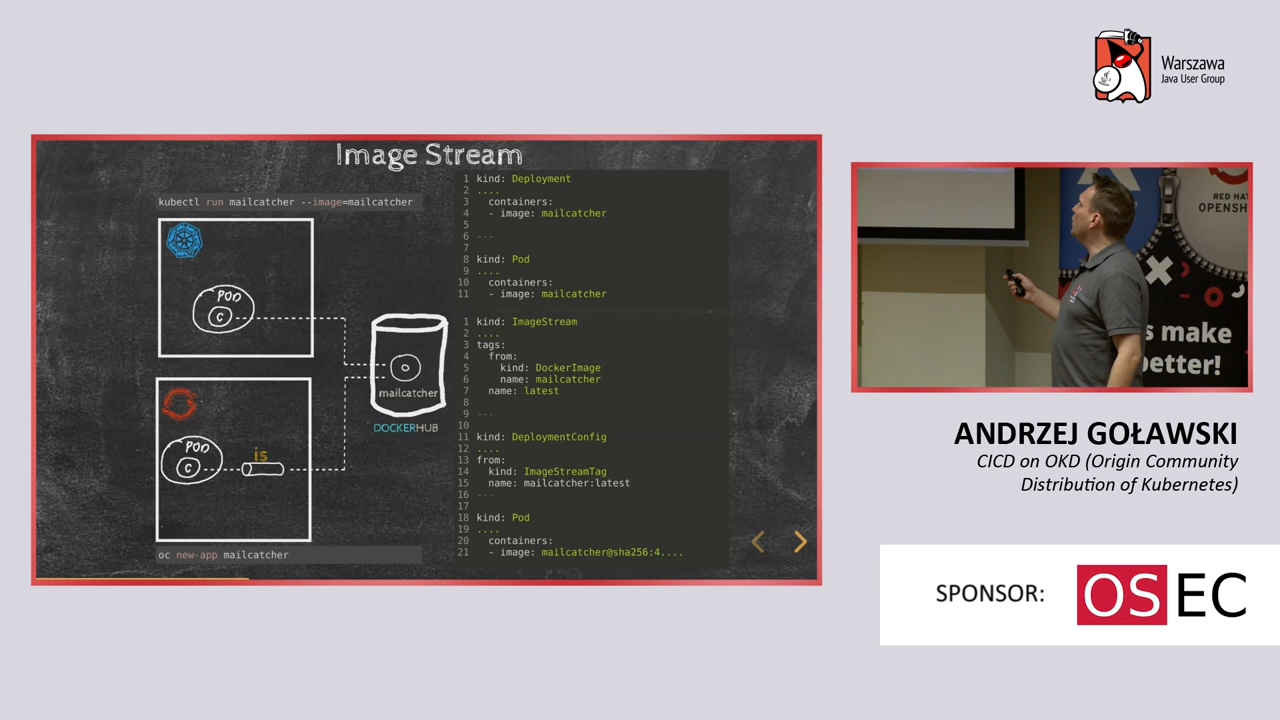 Warszawa
Java User Group
Image Stream
kubectl run mailcatcher --image=mailcatcher
POD
C
mailcatcher
DOCKERHUB
POD
C
is
oc new-app mailcatcher
1 kind: Deployment
2 ....
3 containers:
4 - image: mailcatcher
5
6 ---
7
8 kind: Pod
9 ....
10 containers:
11 - image: mailcatcher
1 kind: ImageStream
2 ....
3 tags:
4 from:
5 kind: DockerImage
6 name: mailcatcher
7 name: latest
8
9 ---
10
11 kind: DeploymentConfig
12 ....
13 from:
14 kind: ImageStreamTag
15 name: mailcatcher:latest
16 ---
17
18 kind: Pod
19 ....
20 containers:
21 - image: mailcatcher@sha256:4....
RED HA
OPENSH
s make
better!
ANDRZEJ GOŁAWSKI
CICD on OKD (Origin Community
Distribution of Kubernetes)
SPONSOR:
OSEC